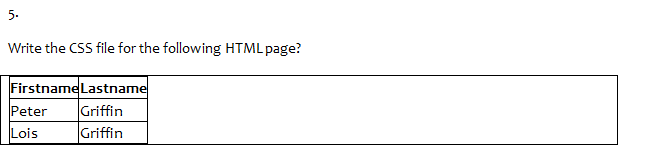 5.
Write the CSS file for the following HTML page?
Firstname Lastname
Peter Griffin
Lois Griffin